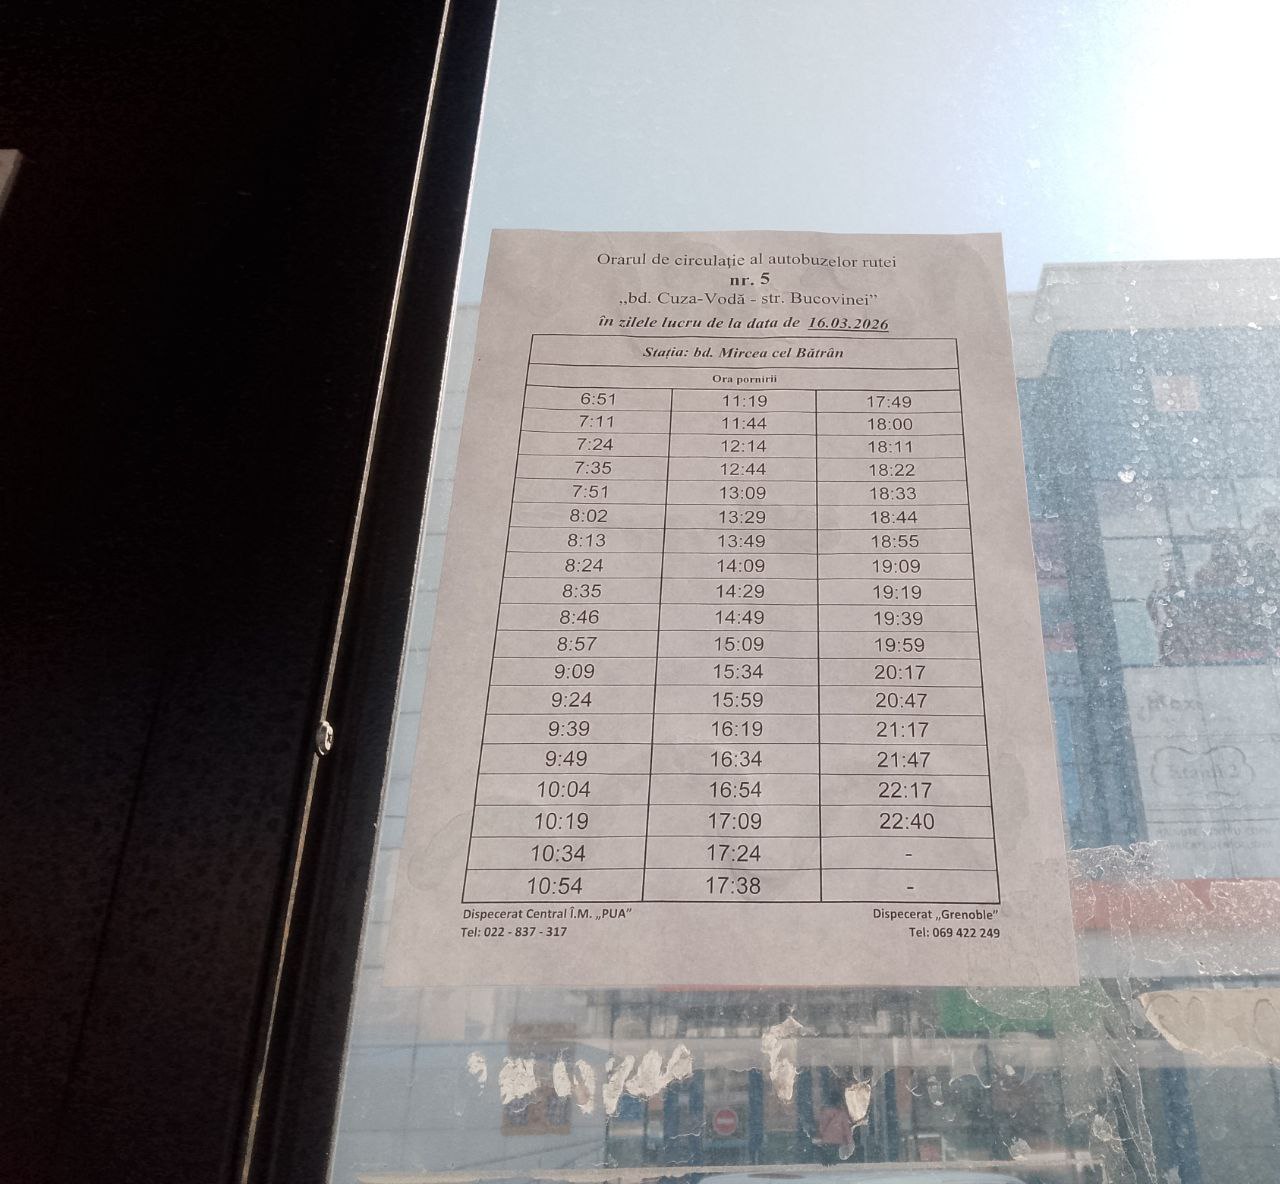 Orarul de circulație al autobuzelor rutei
nr. 5
„bd. Cuza-Vodă - str. Bucovinei”
în zilele lucru de la data de 16.03.2026
Stația: bd. Mircea cel Bătrân
Ora pornirii
6:51 11:19 17:49
7:11 11:44 18:00
7:24 12:14 18:11
7:35 12:44 18:22
7:51 13:09 18:33
8:02 13:29 18:44
8:13 13:49 18:55
8:24 14:09 19:09
8:35 14:29 19:19
8:46 14:49 19:39
8:57 15:09 19:59
9:09 15:34 20:17
9:24 15:59 20:47
9:39 16:19 21:17
9:49 16:34 21:47
10:04 16:54 22:17
10:19 17:09 22:40
10:34 17:24 -
10:54 17:38 -
Dispecerat Central Î.M. „PUA” Dispecerat „Grenoble”
Tel: 022 - 837 - 317 Tel: 069 422 249